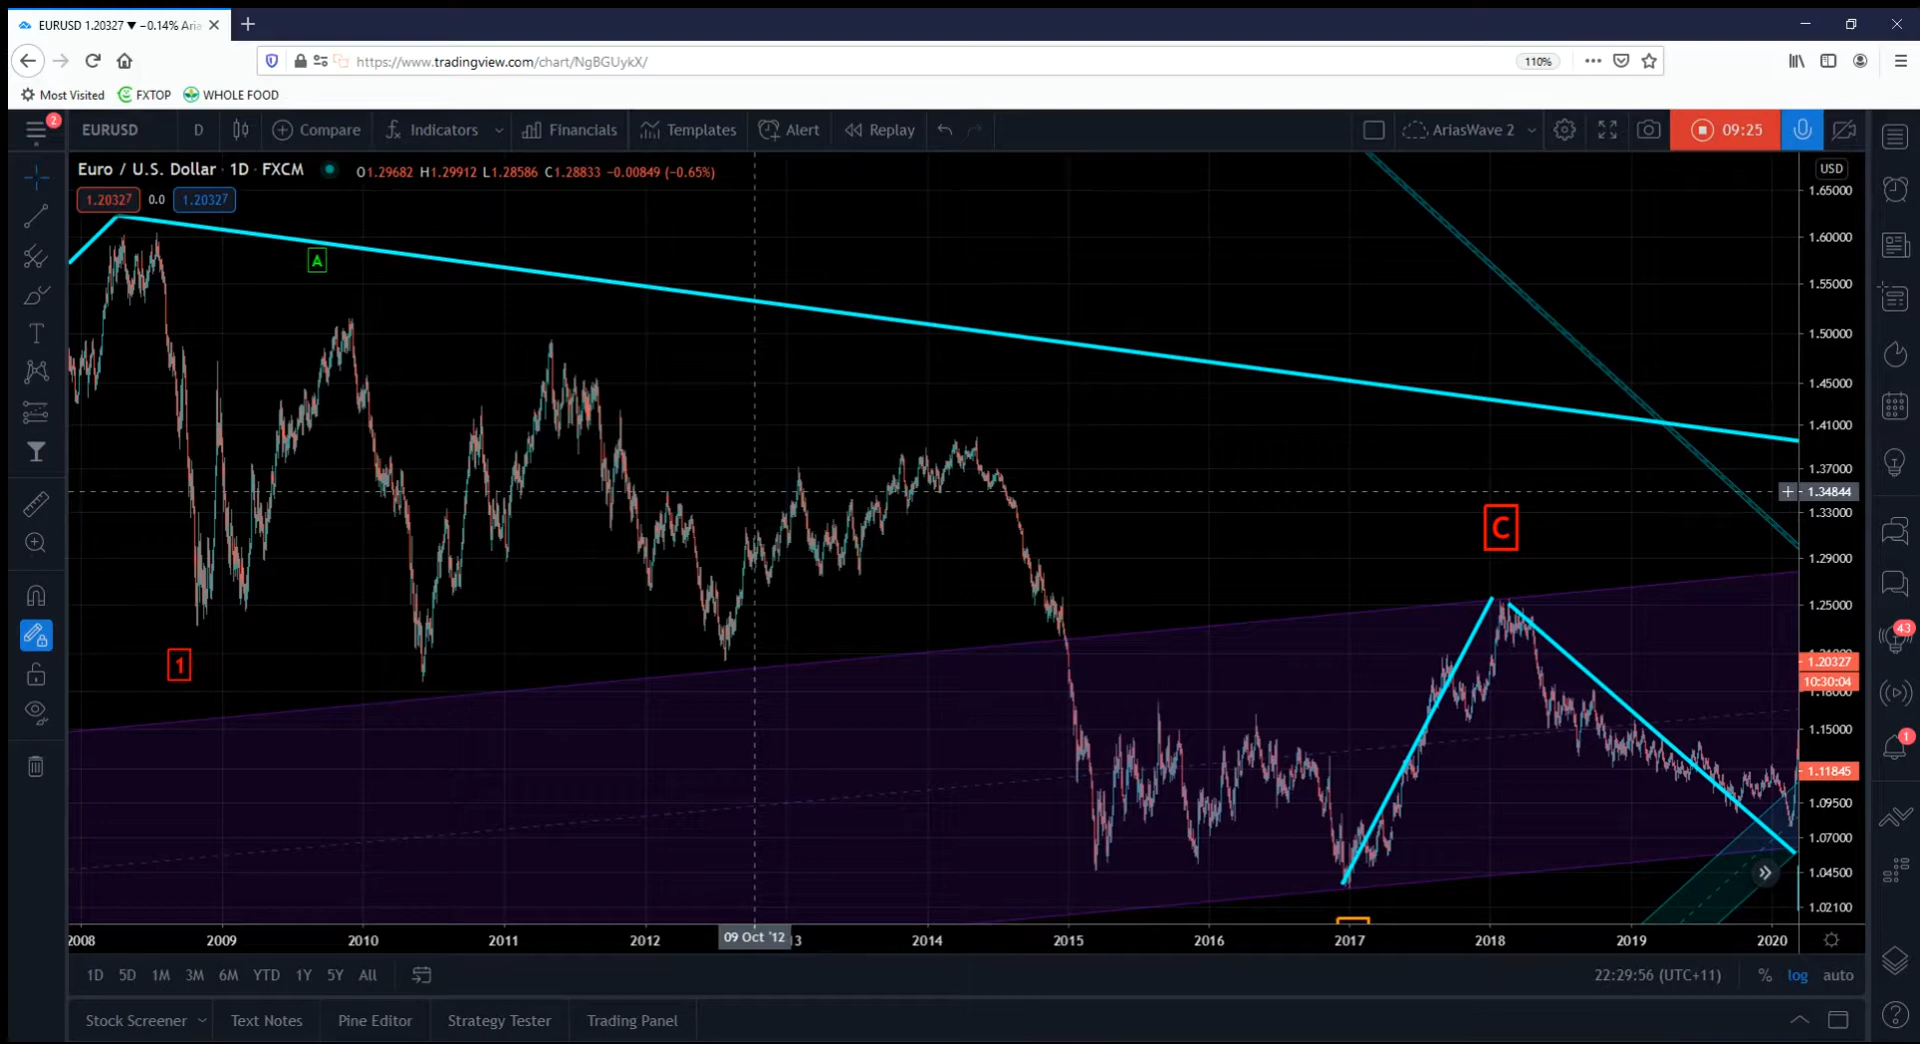 EURUSD 1.20327 ▼ −0.14% Aria
https://www.tradingview.com/chart/NgBGUykX/
110%
Most Visited FXTOP WHOLE FOOD
2
EURUSD D Compare Indicators Financials Templates Alert Replay AriasWave 2 09:25
Euro / U.S. Dollar · 1D · FXCM O1.29682 H1.29912 L1.28586 C1.28833 −0.00849 (−0.65%)
USD
1.20327 0.0 1.20327
1.65000
1.60000
A
1.55000
1.50000
1.45000
1.41000
1.37000
1.34844
1.33000
C
1.29000
1.25000
43
1
1.20327
10:30:04
1.18000
1.15000
1
1.11845
1.09500
1.07000
1.04500
1.02100
2008 2009 2010 2011 2012 09 Oct '12 13 2014 2015 2016 2017 2018 2019 2020
1D 5D 1M 3M 6M YTD 1Y 5Y All 22:29:56 (UTC+11) % log auto
Stock Screener Text Notes Pine Editor Strategy Tester Trading Panel